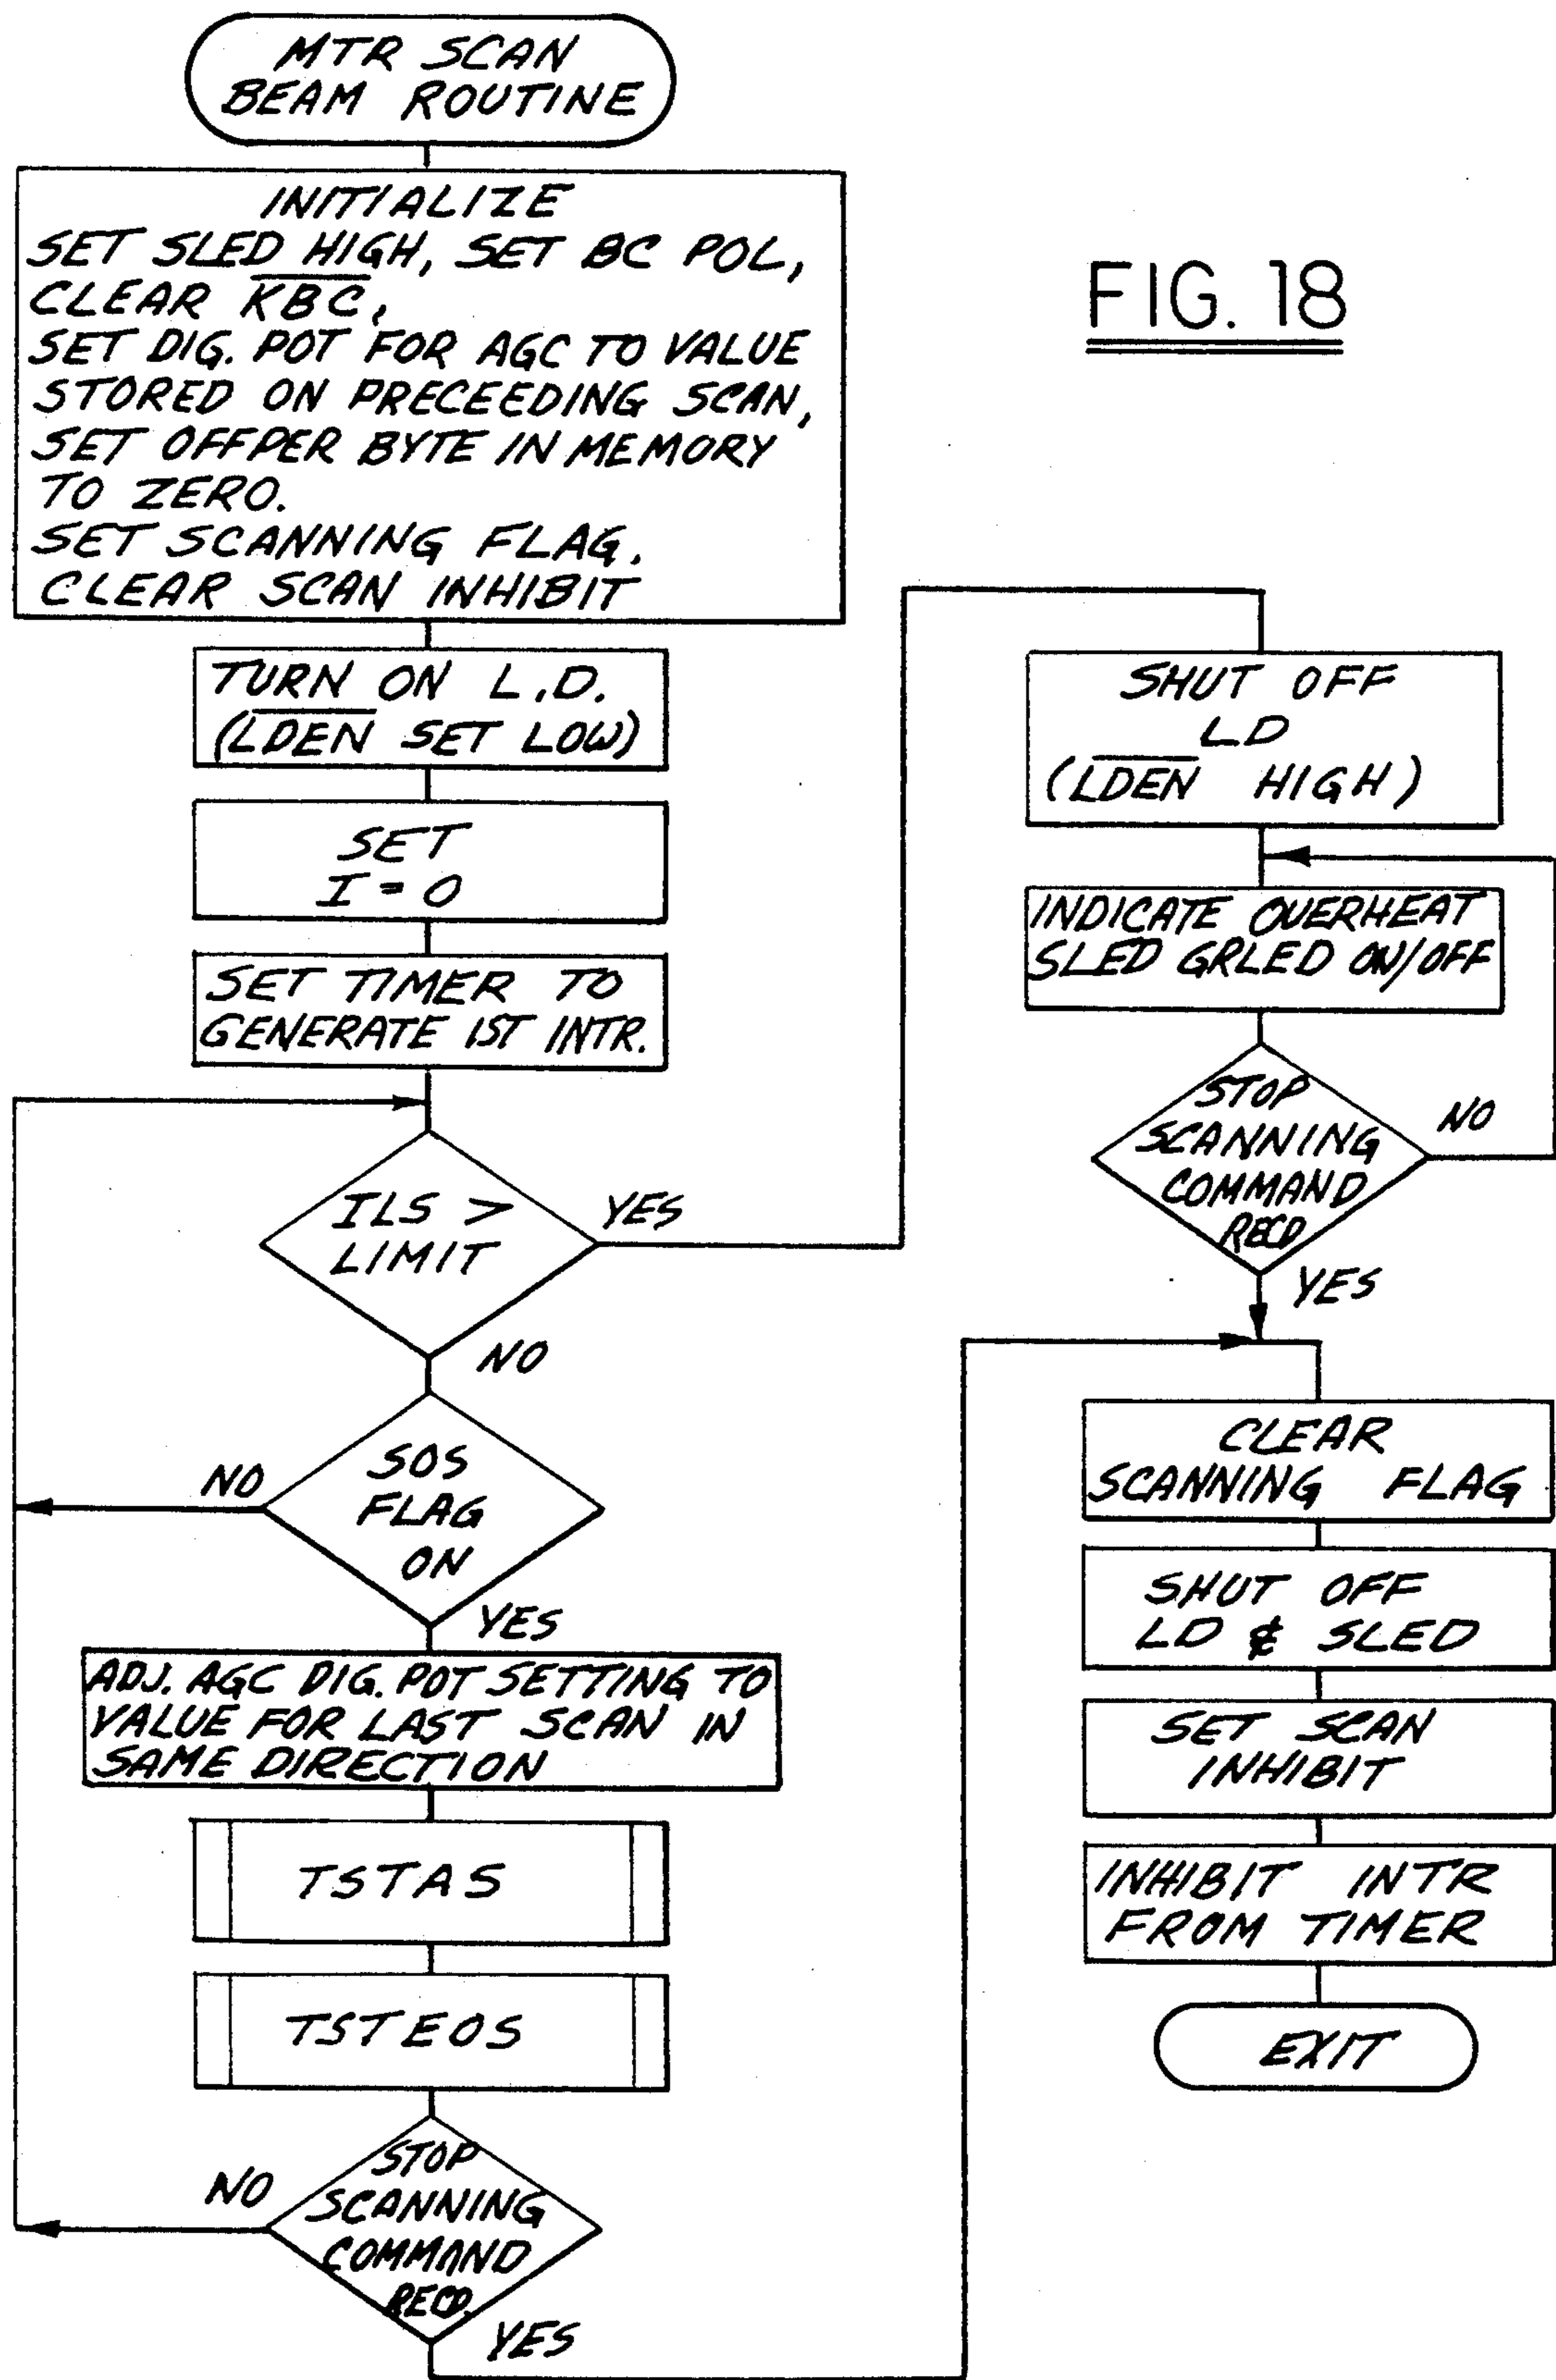 MTR SCAN
BEAM ROUTINE
INITIALIZE
SET SLED HIGH, SET BC POL,
CLEAR K̅B̅C̅,
SET DIG. POT FOR AGC TO VALUE
STORED ON PRECEEDING SCAN,
SET OFFPER BYTE IN MEMORY
TO ZERO.
SET SCANNING FLAG.
CLEAR SCAN INHIBIT
TURN ON L.D.
(L̅D̅E̅N̅ SET LOW)
SET
I = 0
SET TIMER TO
GENERATE 1ST INTR.
ILS >
LIMIT
YES
NO
SOS
FLAG
ON
NO
YES
ADJ. AGC DIG. POT SETTING TO
VALUE FOR LAST SCAN IN
SAME DIRECTION
TSTAS
TSTEOS
STOP
SCANNING
COMMAND
RECD.
NO
YES
FIG. 18
SHUT OFF
LD
(L̅D̅E̅N̅ HIGH)
INDICATE OVERHEAT
SLED GRLED ON/OFF
STOP
SCANNING
COMMAND
RECD
NO
YES
CLEAR
SCANNING FLAG
SHUT OFF
LD & SLED
SET SCAN
INHIBIT
INHIBIT INTR
FROM TIMER
EXIT